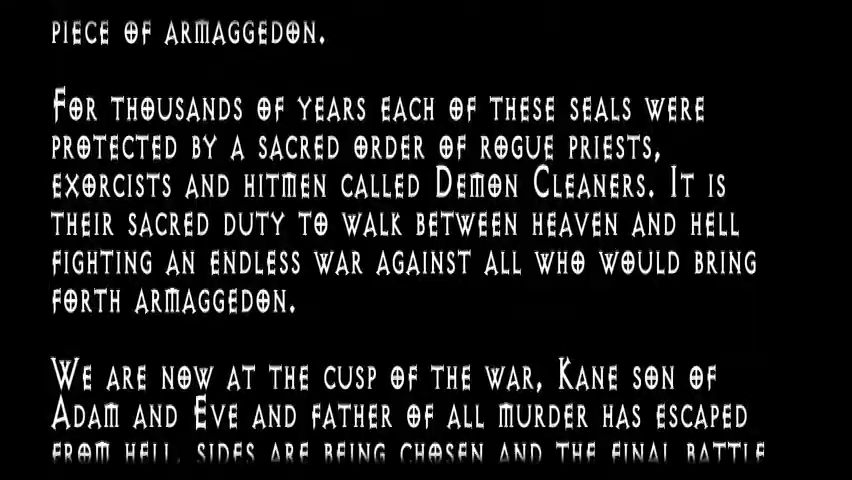 piece of armaggedon.
For thousands of years each of these seals were
protected by a sacred order of rogue priests,
exorcists and hitmen called Demon Cleaners. It is
their sacred duty to walk between heaven and hell
fighting an endless war against all who would bring
forth armaggedon.
We are now at the cusp of the war, Kane son of
Adam and Eve and father of all murder has escaped
from hell, sides are being chosen and the final battle